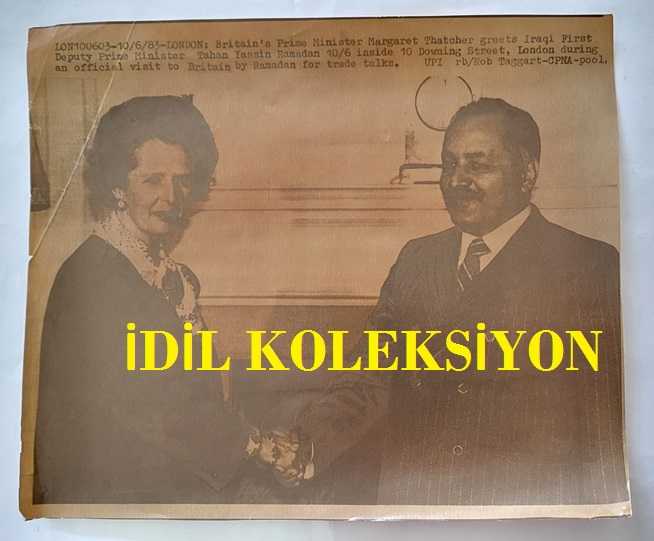 LON100603-10/6/83-LONDON: Britain's Prime Minister Margaret Thatcher greets Iraqi First
Deputy Prime Minister Tahan Yassin Ramadan 10/6 inside 10 Downing Street, London during
an official visit to Britain by Ramadan for trade talks. UPI rb/Rob Taggart-CPNA-pool.
İDİL KOLEKSİYON